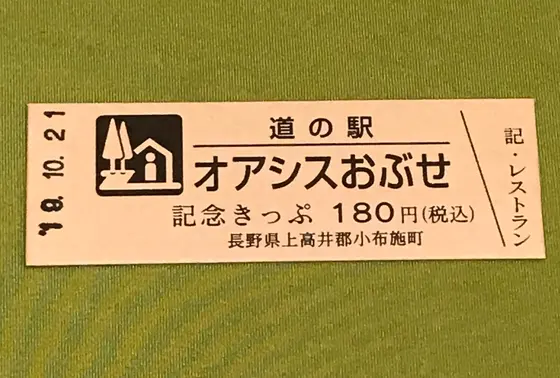 '18.10.21
道の駅
オアシスおぶせ
記念きっぷ 180円(税込)
長野県上高井郡小布施町
記・レストラン